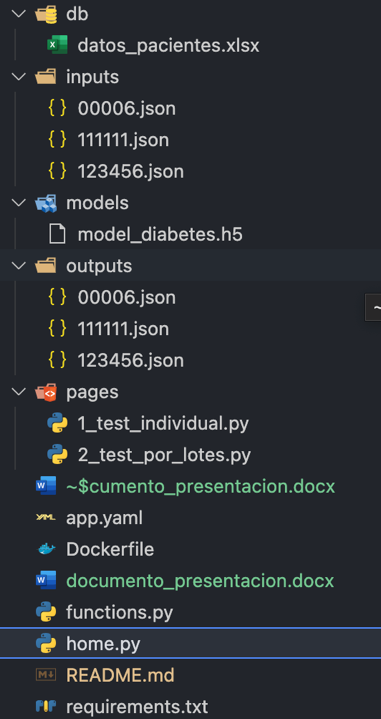 db
datos_pacientes.xlsx
inputs
{ } 00006.json
{ } 111111.json
{ } 123456.json
models
model_diabetes.h5
outputs
{ } 00006.json
{ } 111111.json
{ } 123456.json
pages
1_test_individual.py
2_test_por_lotes.py
~$cumento_presentacion.docx
app.yaml
Dockerfile
documento_presentacion.docx
functions.py
home.py
README.md
requirements.txt